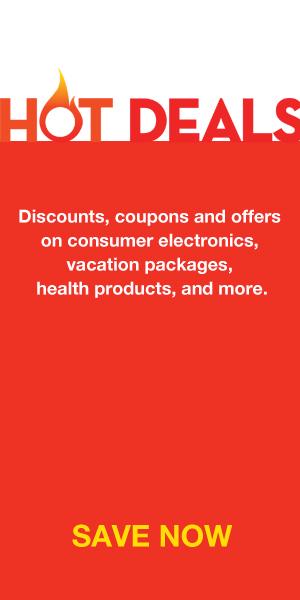 HOT DEALS
Discounts, coupons and offers
on consumer electronics,
vacation packages,
health products, and more.
SAVE NOW